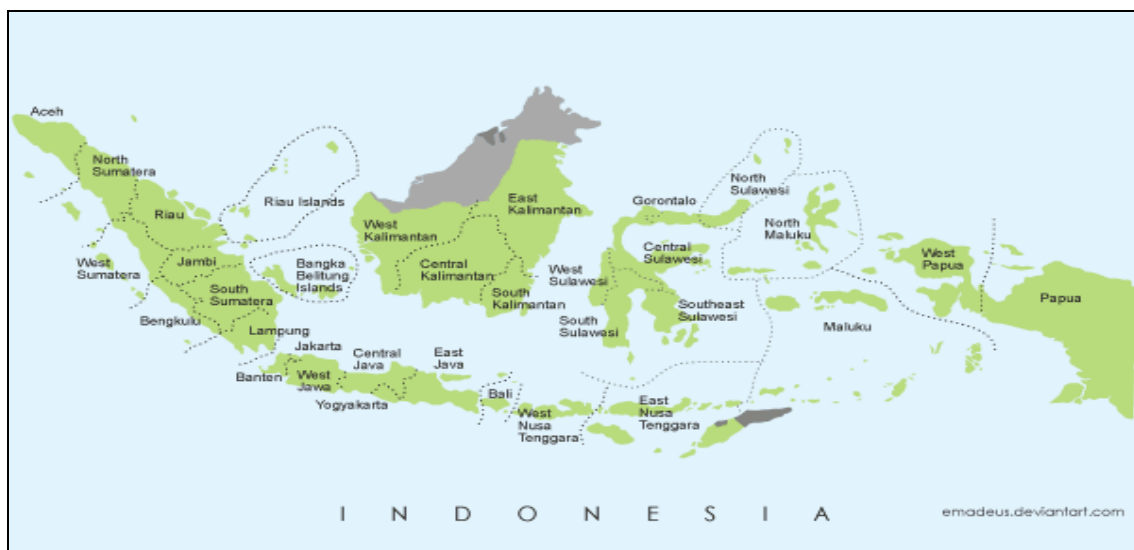 Aceh
North
Sumatera
Riau Islands
Riau
West
Sumatera
Jambi
Bangka
Belitung
Islands
South
Sumatera
Bengkulu
Lampung
Jakarta
Banten
West
Jawa
Central
Java
Yogyakarta
East
Java
Bali
West
Nusa
Tenggara
East
Nusa
Tenggara
West
Kalimantan
Central
Kalimantan
South
Kalimantan
East
Kalimantan
Gorontalo
North
Sulawesi
Central
Sulawesi
West
Sulawesi
South
Sulawesi
Southeast
Sulawesi
North
Maluku
Maluku
West
Papua
Papua
INDONESIA
emadeus.deviantart.com